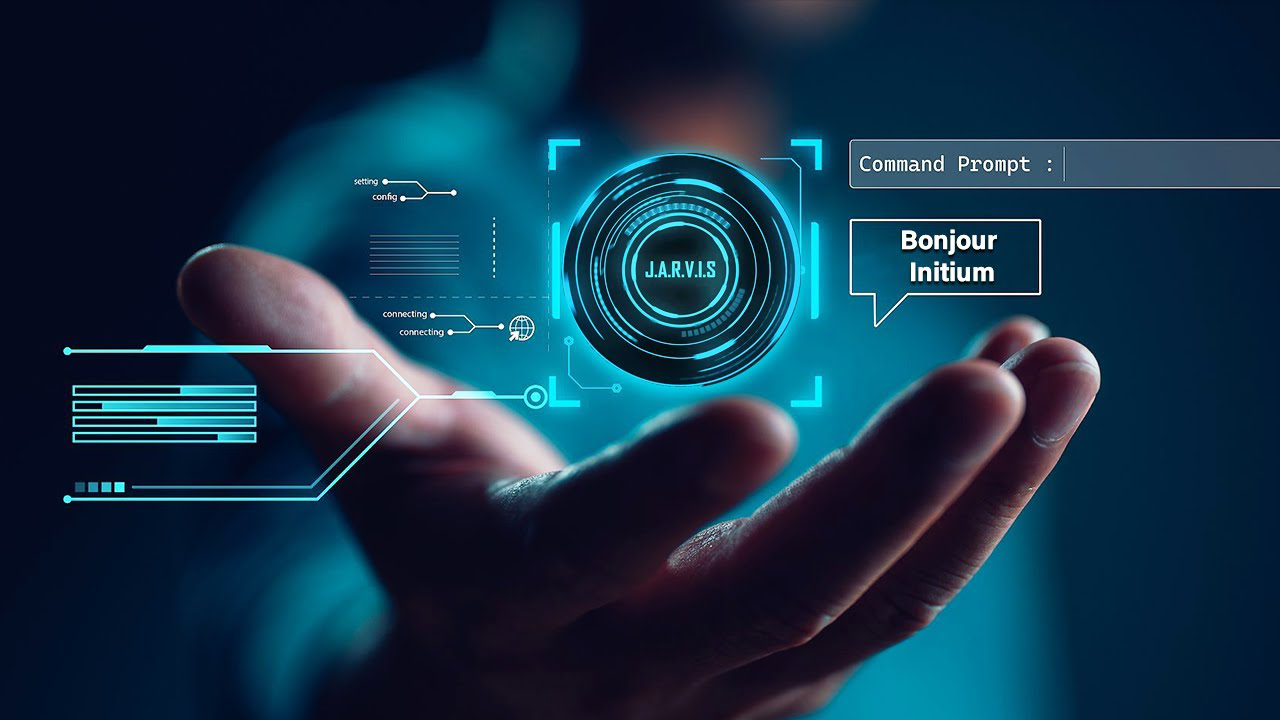 setting
config
connecting
connecting
J.A.R.V.I.S
Command Prompt :
Bonjour
Initium